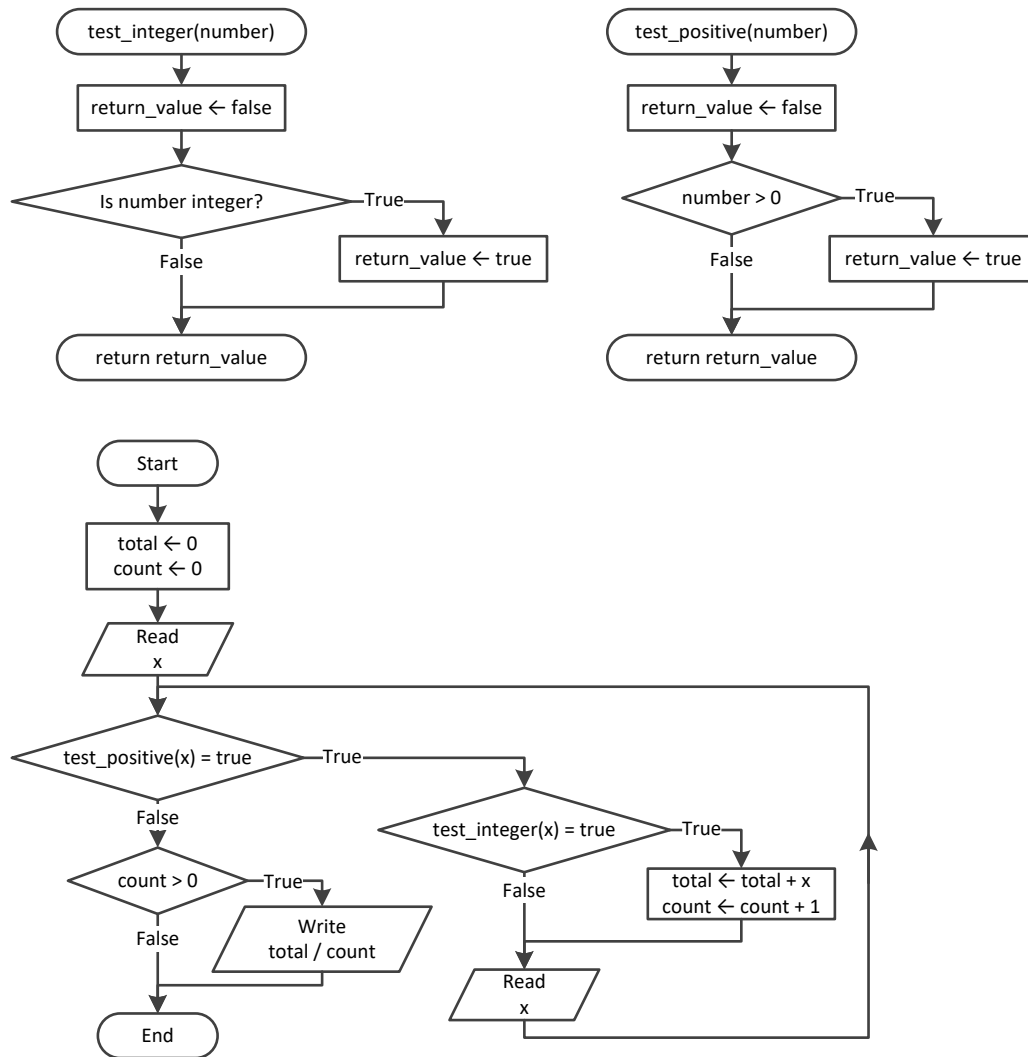 test_integer(number)
return_value ← false
Is number integer?
True
return_value ← true
False
return return_value
test_positive(number)
return_value ← false
number > 0
True
return_value ← true
False
return return_value
Start
total ← 0
count ← 0
Read
x
test_positive(x) = true
True
False
test_integer(x) = true
True
total ← total + x
count ← count + 1
False
Read
x
count > 0
True
Write
total / count
False
End